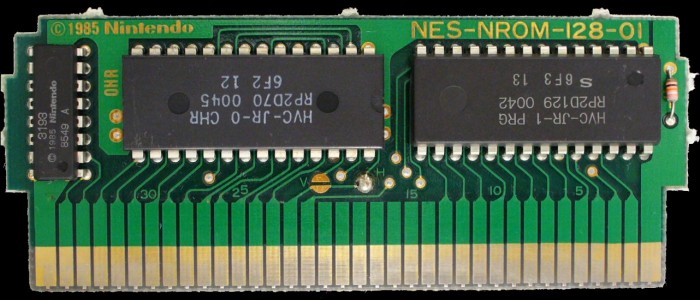 ©1985 Nintendo
NES-NROM-128-01
CHR
3193
© 1985 Nintendo
8549 A
HVC-JR-0 CHR
RP2D70 0045
6F2 12
HVC-JR-1 PRG
RP2D129 0042
S 6F3 13
V H
30 25 15 10 5